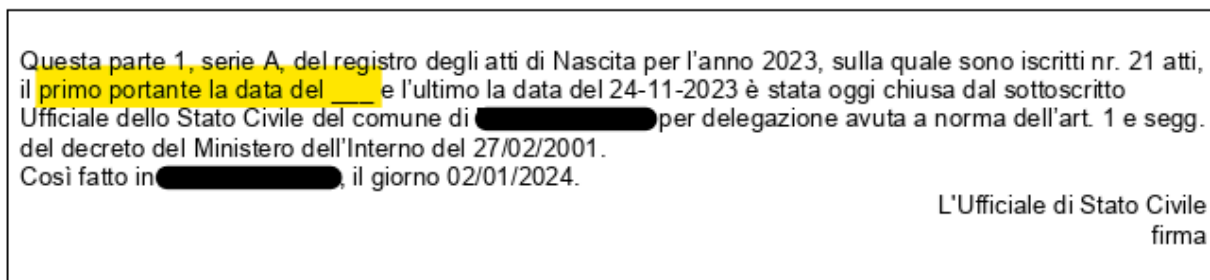 Questa parte 1, serie A, del registro degli atti di Nascita per l'anno 2023, sulla quale sono iscritti nr. 21 atti,
il primo portante la data del ___ e l'ultimo la data del 24-11-2023 è stata oggi chiusa dal sottoscritto
Ufficiale dello Stato Civile del comune di per delegazione avuta a norma dell'art. 1 e segg.
del decreto del Ministero dell'Interno del 27/02/2001.
Così fatto in , il giorno 02/01/2024.
L'Ufficiale di Stato Civile
firma